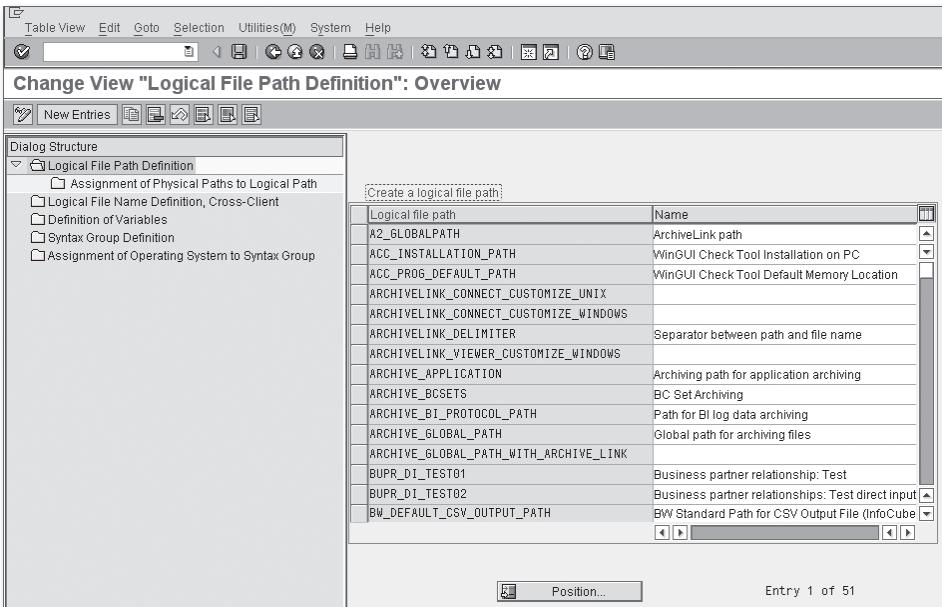 Table View Edit Goto Selection Utilities(M) System Help
Change View "Logical File Path Definition": Overview
New Entries
Dialog Structure
Logical File Path Definition
Assignment of Physical Paths to Logical Path
Logical File Name Definition, Cross-Client
Definition of Variables
Syntax Group Definition
Assignment of Operating System to Syntax Group
Create a logical file path
Logical file path Name
A2_GLOBALPATH ArchiveLink path
ACC_INSTALLATION_PATH WinGUI Check Tool Installation on PC
ACC_PROG_DEFAULT_PATH WinGUI Check Tool Default Memory Location
ARCHIVELINK_CONNECT_CUSTOMIZE_UNIX
ARCHIVELINK_CONNECT_CUSTOMIZE_WINDOWS
ARCHIVELINK_DELIMITER Separator between path and file name
ARCHIVELINK_VIEWER_CUSTOMIZE_WINDOWS
ARCHIVE_APPLICATION Archiving path for application archiving
ARCHIVE_BCSETS BC Set Archiving
ARCHIVE_BI_PROTOCOL_PATH Path for BI log data archiving
ARCHIVE_GLOBAL_PATH Global path for archiving files
ARCHIVE_GLOBAL_PATH_WITH_ARCHIVE_LINK
BUPR_DI_TEST01 Business partner relationship: Test
BUPR_DI_TEST02 Business partner relationships: Test direct input
BW_DEFAULT_CSV_OUTPUT_PATH BW Standard Path for CSV Output File (InfoCube
Position... Entry 1 of 51